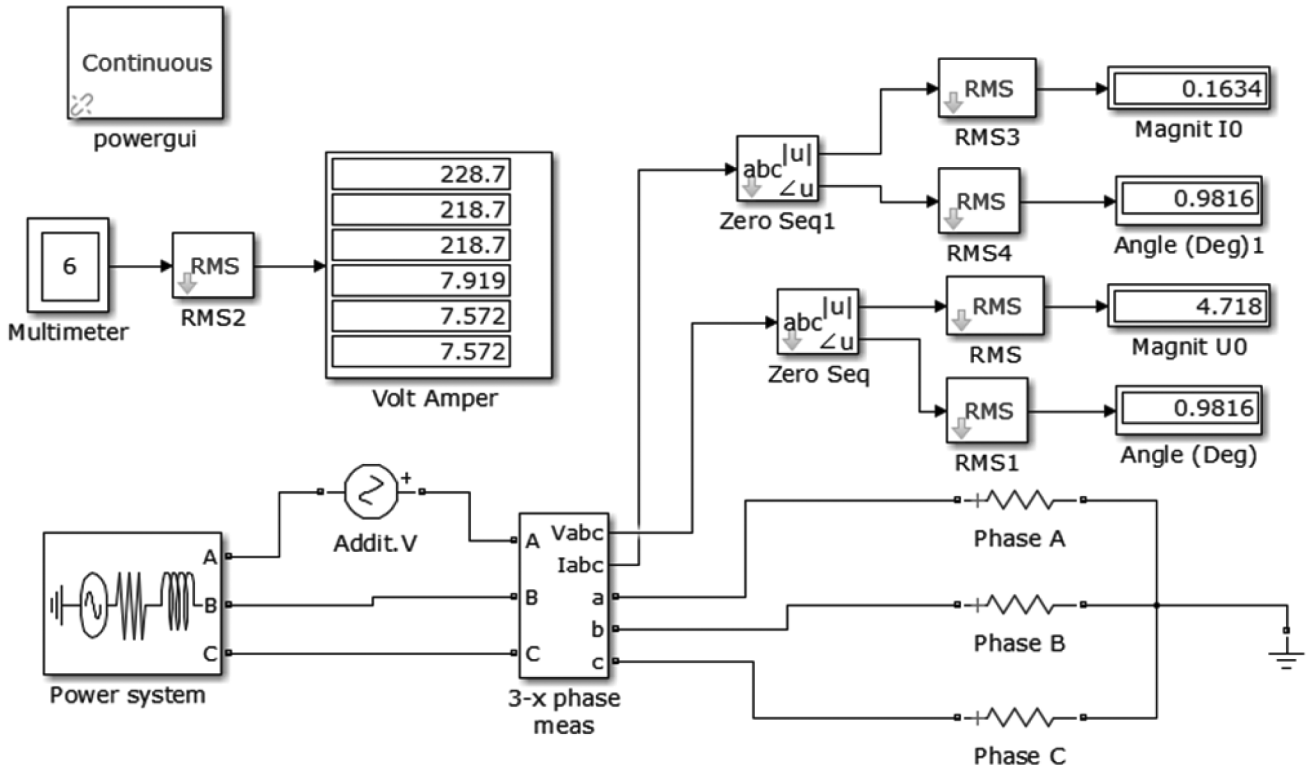 Continuous
powergui
6
Multimeter
RMS
RMS2
228.7
218.7
218.7
7.919
7.572
7.572
Volt Amper
abc |u|
∠u
Zero Seq1
RMS
RMS3
0.1634
Magnit I0
RMS
RMS4
0.9816
Angle (Deg)1
abc |u|
∠u
Zero Seq
RMS
RMS
4.718
Magnit U0
RMS
RMS1
0.9816
Angle (Deg)
+
Addit.V
A
B
C
Power system
A
B
C
Vabc
Iabc
a
b
c
3-x phase
meas
+
Phase A
+
Phase B
+
Phase C